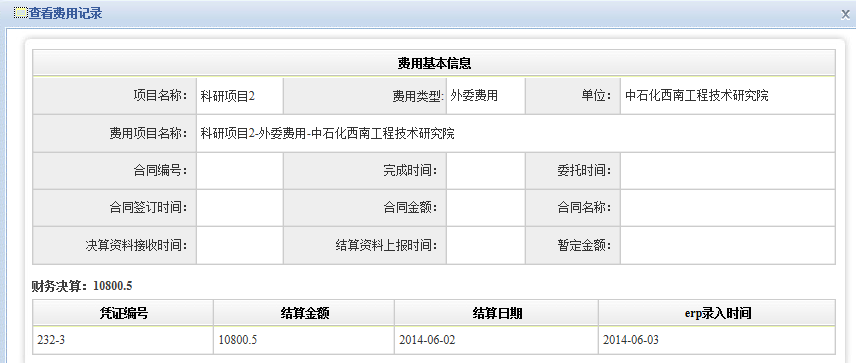 查看费用记录
x
费用基本信息
项目名称： 科研项目2 费用类型: 外委费用 单位： 中石化西南工程技术研究院
费用项目名称： 科研项目2-外委费用-中石化西南工程技术研究院
合同编号： 完成时间： 委托时间：
合同签订时间： 合同金额： 合同名称：
决算资料接收时间： 结算资料上报时间： 暂定金额：
财务决算：10800.5
凭证编号 结算金额 结算日期 erp录入时间
232-3 10800.5 2014-06-02 2014-06-03